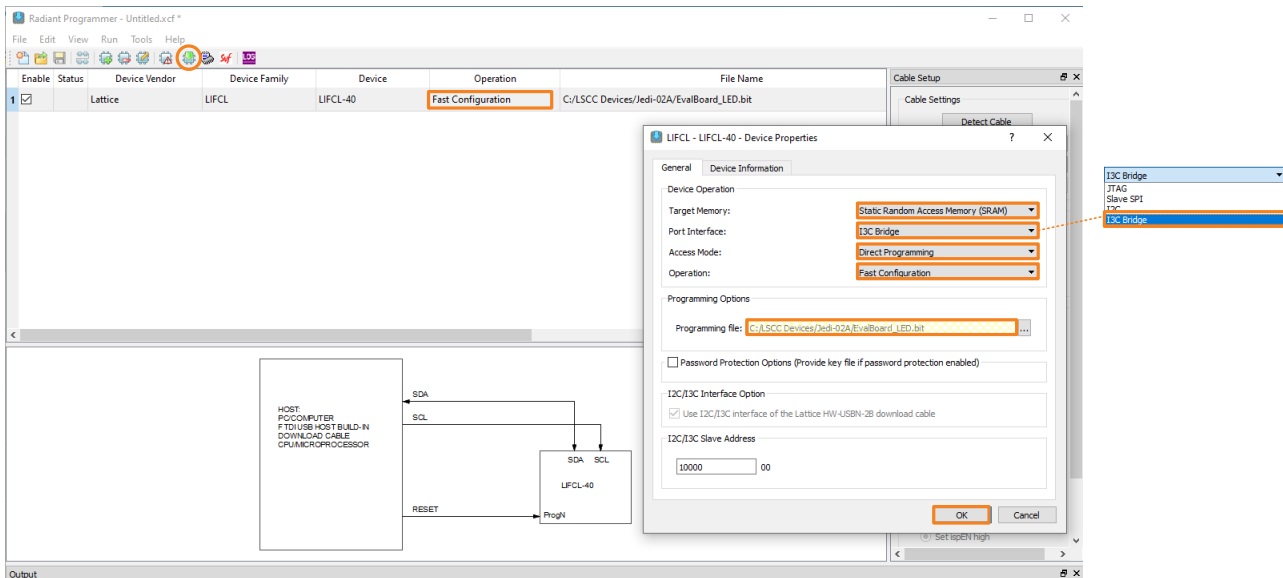 Radiant Programmer - Untitled.xcf *
File Edit View Run Tools Help
Svf LOG
Enable Status Device Vendor Device Family Device Operation File Name
1 Lattice LIFCL LIFCL-40 Fast Configuration C:/LSCC Devices/Jedi-02A/EvalBoard_LED.bit
Cable Setup
Cable Settings
Detect Cable
LIFCL - LIFCL-40 - Device Properties ?
General Device Information
Device Operation
Target Memory: Static Random Access Memory (SRAM)
Port Interface: I3C Bridge
Access Mode: Direct Programming
Operation: Fast Configuration
Programming Options
Programming file: C:/LSCC Devices/Jedi-02A/EvalBoard_LED.bit ...
Password Protection Options (Provide key file if password protection enabled)
I2C/I3C Interface Option
Use I2C/I3C interface of the Lattice HW-USBN-2B download cable
I2C/I3C Slave Address
10000 00
OK Cancel
I3C Bridge
JTAG
Slave SPI
I2C
I3C Bridge
HOST:
PC/COMPUTER
FTDI USB HOST BUILD-IN
DOWNLOAD CABLE
CPU/MICROPROCESSOR
SDA
SCL
SDA SCL
LIFCL-40
RESET
ProgN
Set ispEN high
Output